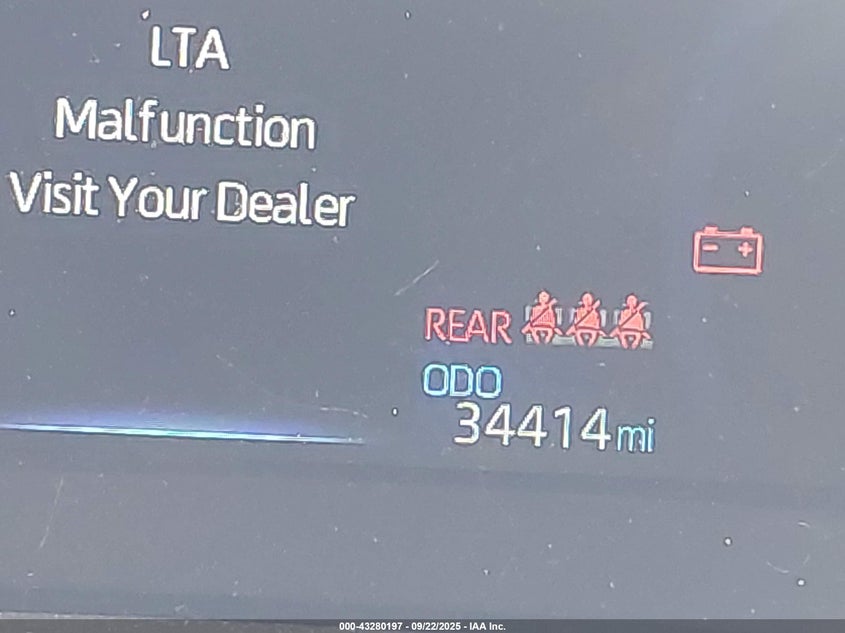 LTA
Malfunction
Visit Your Dealer
REAR
ODO
34414 mi
000-43280197 - 09/22/2025 - IAA Inc.